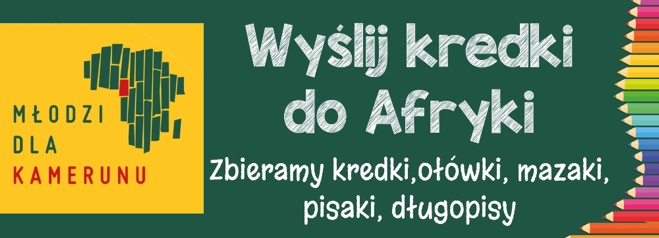 MŁODZI
DLA
KAMERUNU
Wyślij kredki
do Afryki
Zbieramy kredki,ołówki, mazaki,
pisaki, długopisy